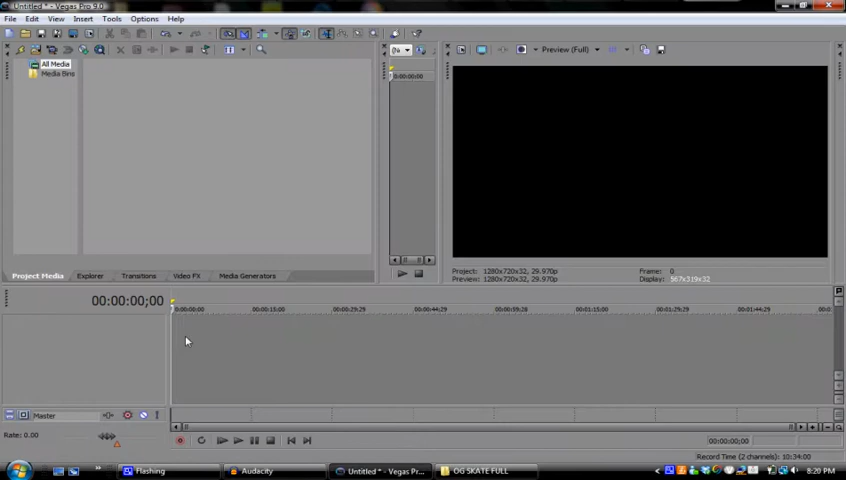 Untitled * - Vegas Pro 9.0
File Edit View Insert Tools Options Help
Preview (Full)
All Media
Media Bins
0:00:00;00
Project Media Explorer Transitions Video FX Media Generators
Project: 1280x720x32, 29.970p
Preview: 1280x720x32, 29.970p
Frame: 0
Display: 567x319x32
00:00:00;00
0:00:00;00 00:00:15;00 00:00:29;29 00:00:44;29 00:00:59;28 00:01:15;00 00:01:29;29 00:01:44;29
Master
Rate: 0.00
00:00:00;00
Record Time (2 channels): 10:34:00
Flashing Audacity Untitled * - Vegas Pr... OG SKATE FULL 8:20 PM